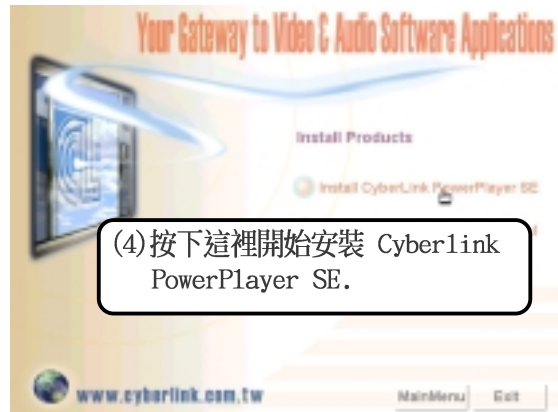 Your Gateway to Video & Audio Software Applications
Install Products
Install CyberLink PowerPlayer SE
(4)按下這裡開始安裝 Cyberlink
PowerPlayer SE.
www.cyberlink.com.tw
MainMenu Exit